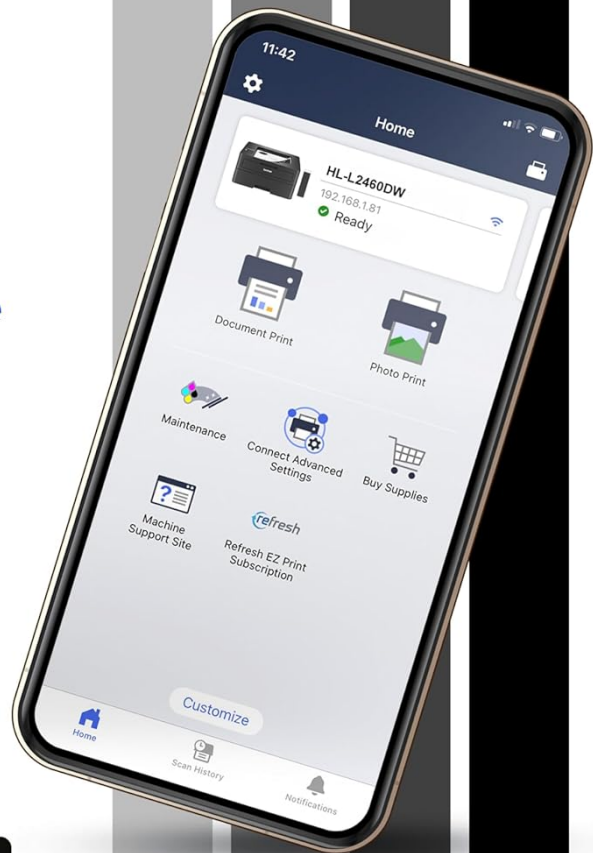 11:42
Home
HL-L2460DW
192.168.1.81
Ready
Document Print
Photo Print
Maintenance
Connect Advanced
Settings
Buy Supplies
Machine
Support Site
refresh
Refresh EZ Print
Subscription
Customize
Home
Scan History
Notifications